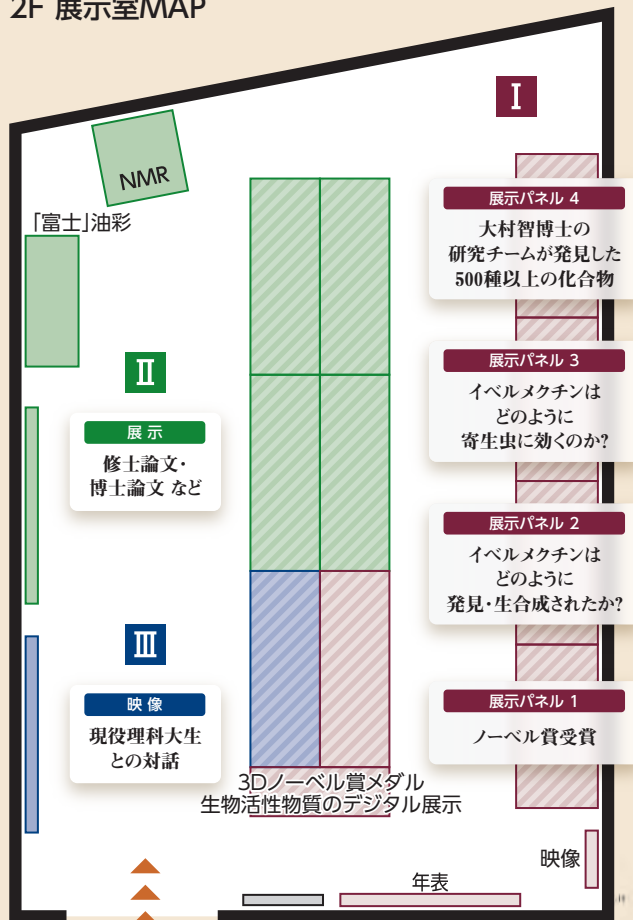 2F 展示室MAP
Ⅰ
NMR
「富士」油彩
展示パネル 4
大村智博士の
研究チームが発見した
500種以上の化合物
展示パネル 3
イベルメクチンは
どのように
寄生虫に効くのか?
Ⅱ
展 示
修士論文・
博士論文 など
展示パネル 2
イベルメクチンは
どのように
発見・生合成されたか?
Ⅲ
映 像
現役理科大生
との対話
展示パネル 1
ノーベル賞受賞
3Dノーベル賞メダル
生物活性物質のデジタル展示
映像
年表